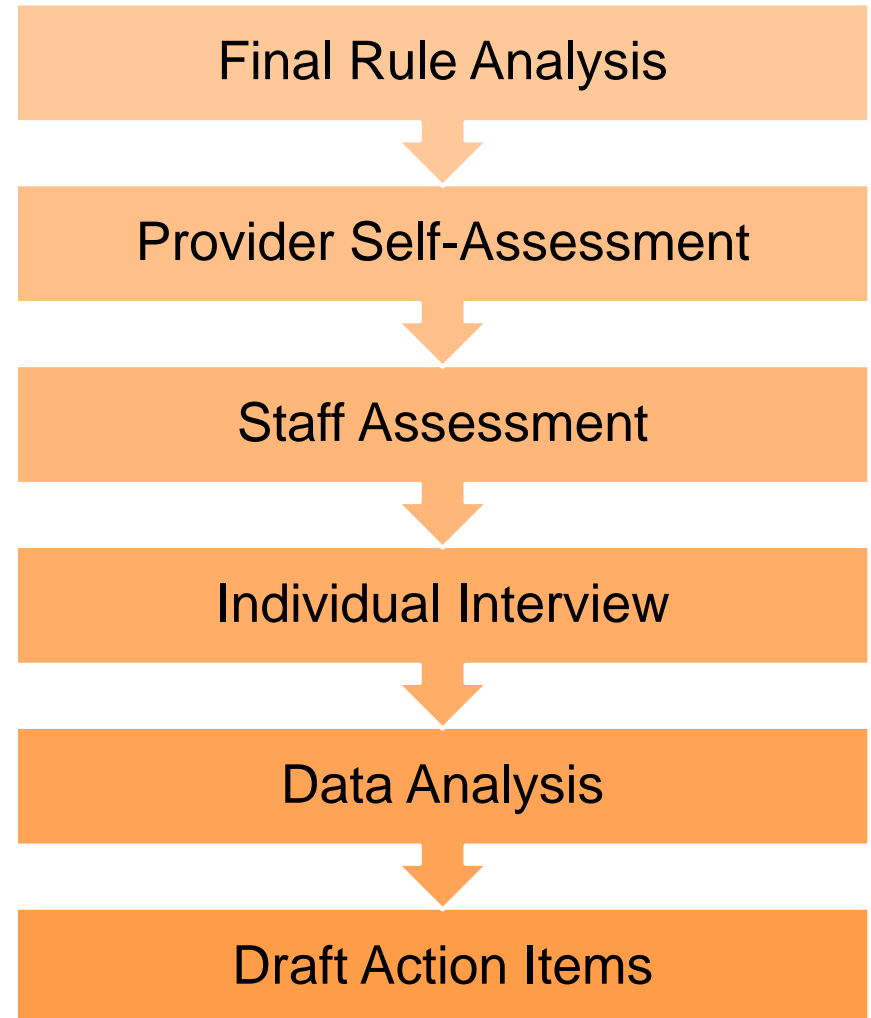 Final Rule Analysis
Provider Self-Assessment
Staff Assessment
Individual Interview
Data Analysis
Draft Action Items